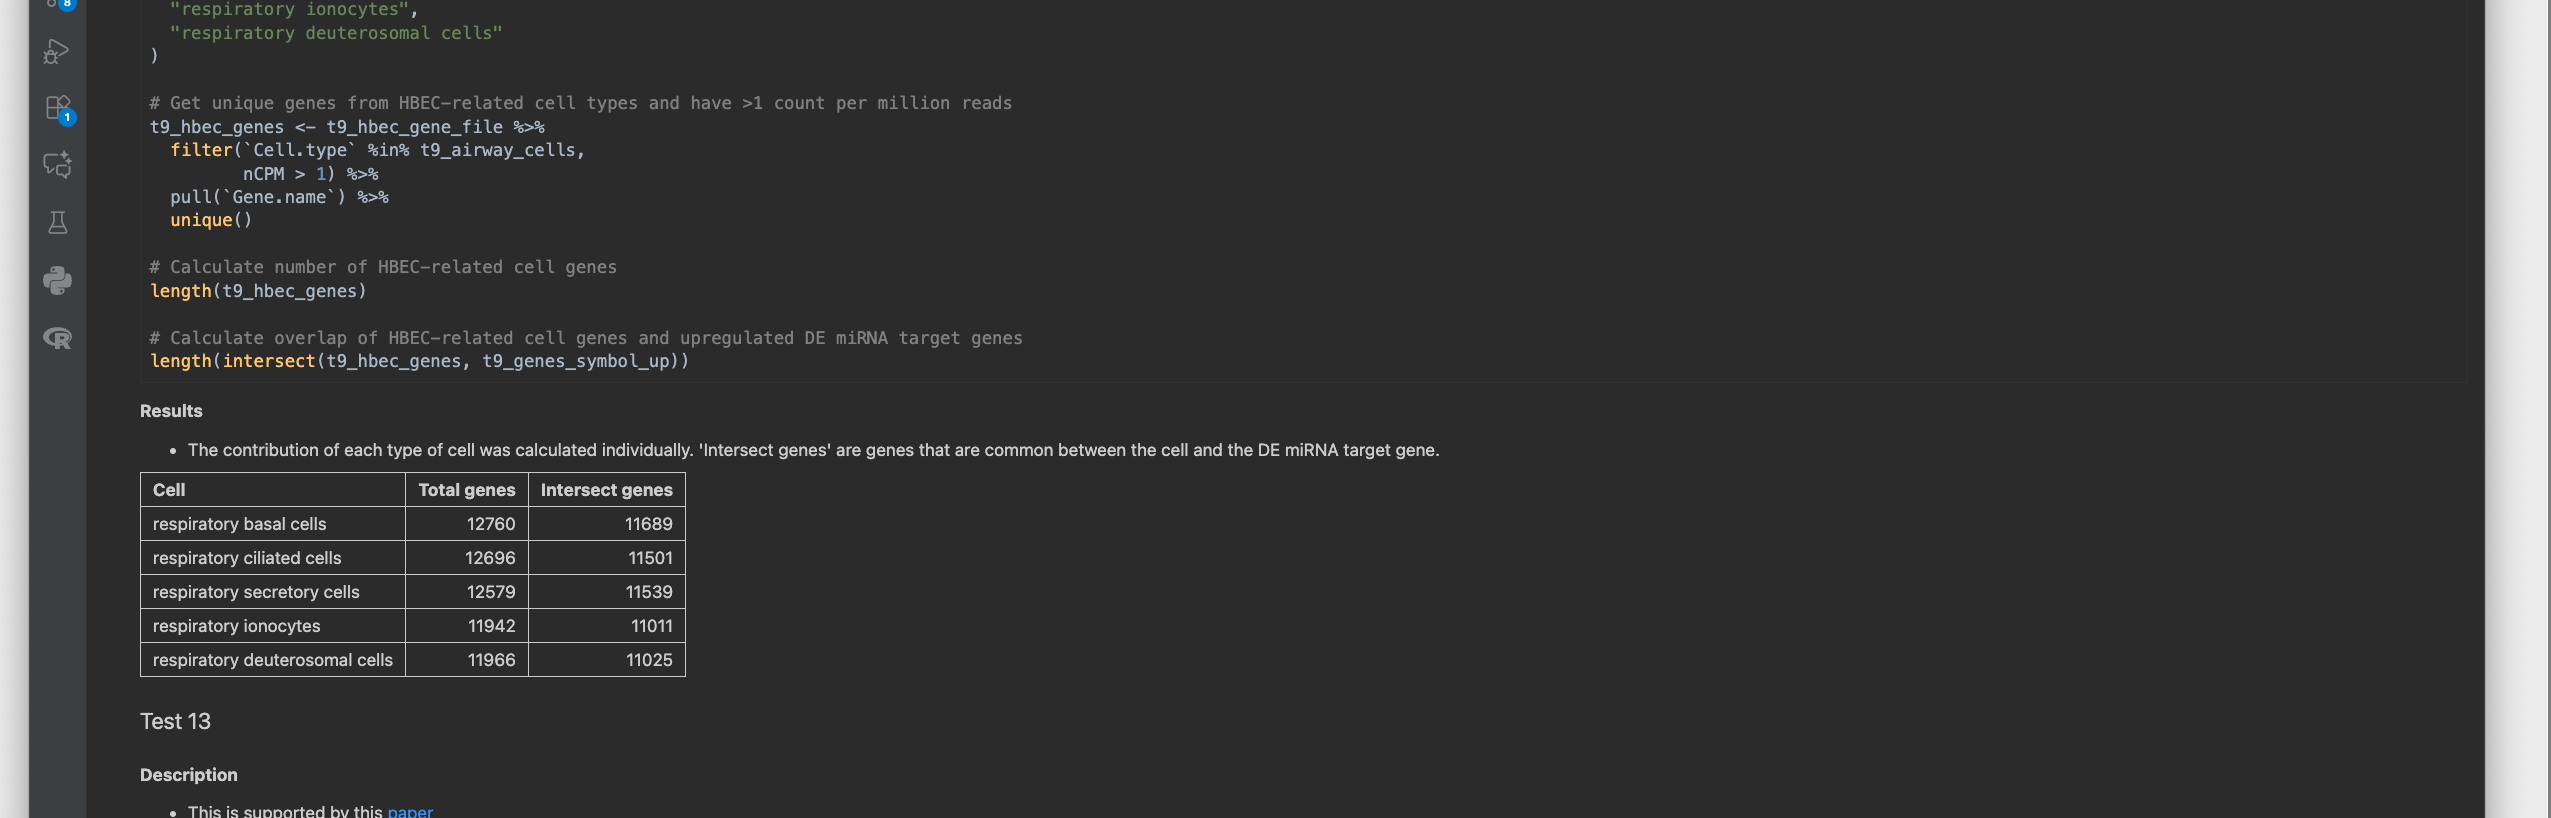 8
"respiratory ionocytes",
"respiratory deuterosomal cells"
)
# Get unique genes from HBEC-related cell types and have >1 count per million reads
t9_hbec_genes <- t9_hbec_gene_file %>%
filter(`Cell.type` %in% t9_airway_cells,
nCPM > 1) %>%
pull(`Gene.name`) %>%
unique()
# Calculate number of HBEC-related cell genes
length(t9_hbec_genes)
# Calculate overlap of HBEC-related cell genes and upregulated DE miRNA target genes
length(intersect(t9_hbec_genes, t9_genes_symbol_up))
1
R
Results
• The contribution of each type of cell was calculated individually. 'Intersect genes' are genes that are common between the cell and the DE miRNA target gene.
Cell Total genes Intersect genes
respiratory basal cells 12760 11689
respiratory ciliated cells 12696 11501
respiratory secretory cells 12579 11539
respiratory ionocytes 11942 11011
respiratory deuterosomal cells 11966 11025
Test 13
Description
• This is supported by this paper